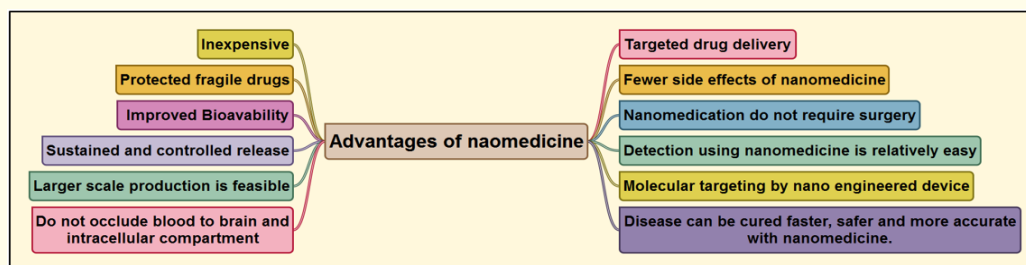 Inexpensive
Protected fragile drugs
Improved Bioavability
Sustained and controlled release
Larger scale production is feasible
Do not occlude blood to brain and
intracellular compartment
Advantages of naomedicine
Targeted drug delivery
Fewer side effects of nanomedicine
Nanomedication do not require surgery
Detection using nanomedicine is relatively easy
Molecular targeting by nano engineered device
Disease can be cured faster, safer and more accurate
with nanomedicine.